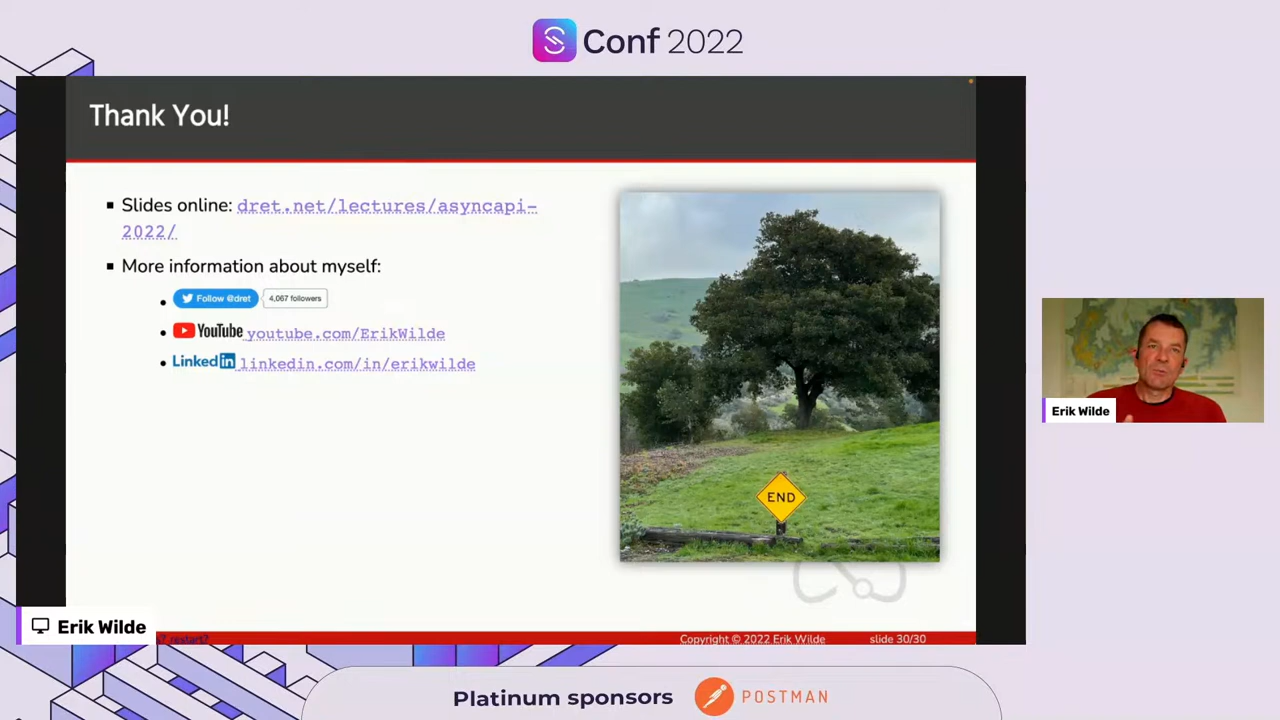 Conf 2022
Thank You!
Slides online: dret.net/lectures/asyncapi-
2022/
More information about myself:
Follow @dret 4,067 followers
YouTube youtube.com/ErikWilde
Linkedin linkedin.com/in/erikwilde
END
Erik Wilde
Erik Wilde
? restart?
Copyright © 2022 Erik Wilde slide 30/30
Platinum sponsors POSTMAN